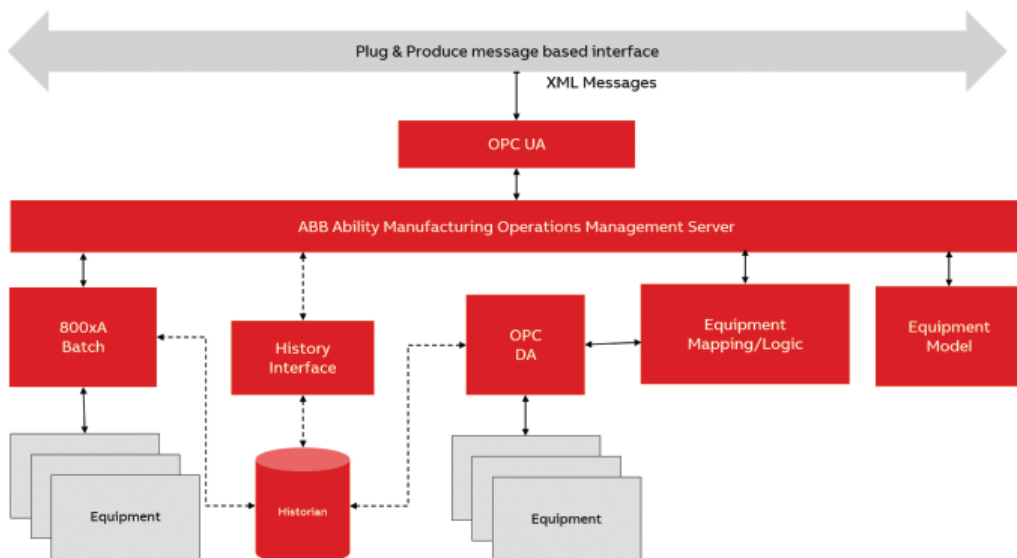 Plug & Produce message based interface
XML Messages
OPC UA
ABB Ability Manufacturing Operations Management Server
800xA
Batch
History
Interface
OPC
DA
Equipment
Mapping/Logic
Equipment
Model
Equipment
Historian
Equipment